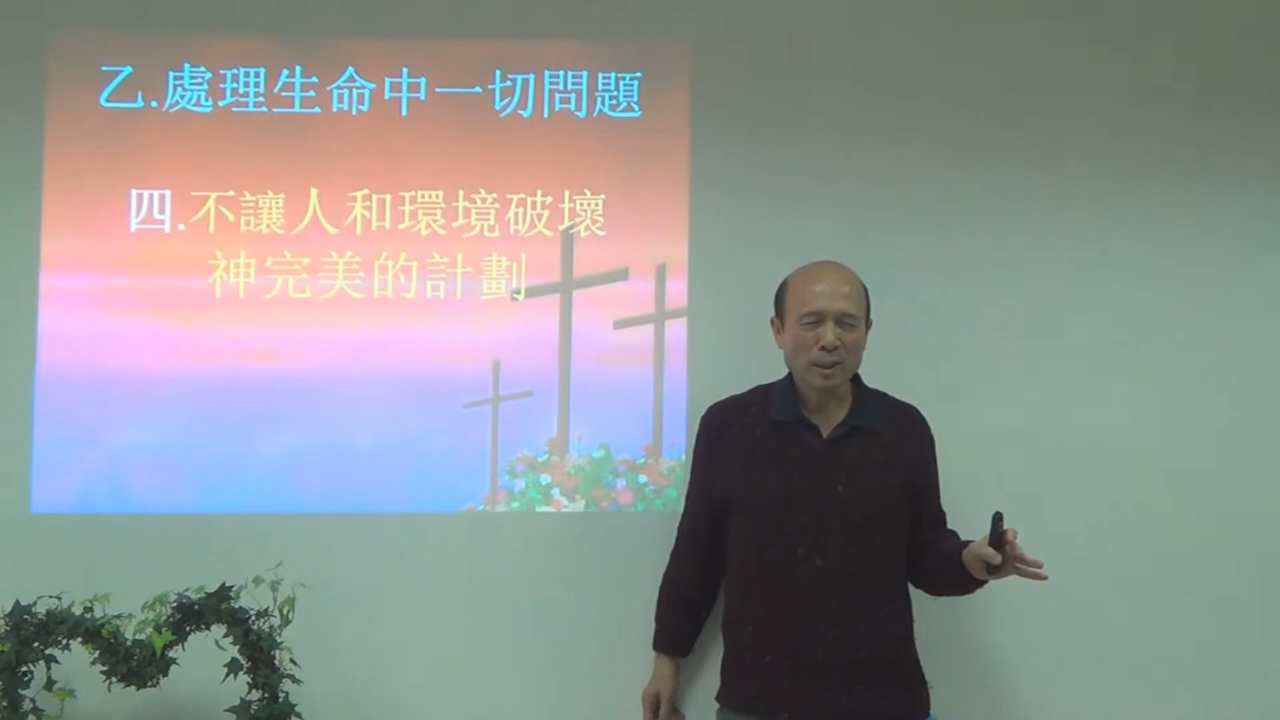 乙.處理生命中一切問題
四.不讓人和環境破壞
神完美的計劃